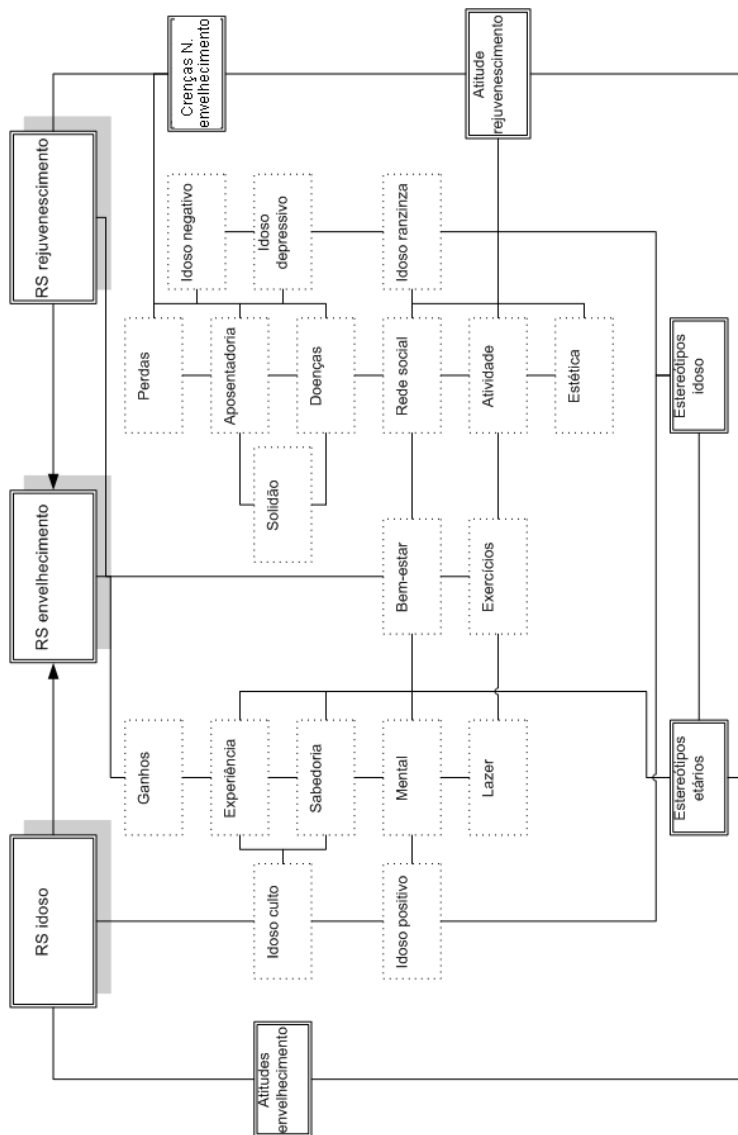 RS idoso
RS envelhecimento
RS rejuvenescimento
Ganhos
Perdas
Idoso negativo
Crenças N.
envelhecimento
Experiência
Aposentadoria
Atitudes
envelhecimento
Idoso culto
Solidão
Idoso
depressivo
Sabedoria
Doenças
Idoso positivo
Mental
Bem-estar
Rede social
Idoso ranzinza
Lazer
Exercícios
Atividade
Atitude
rejuvenescimento
Estética
Estereótipos
etários
Estereótipos
idoso